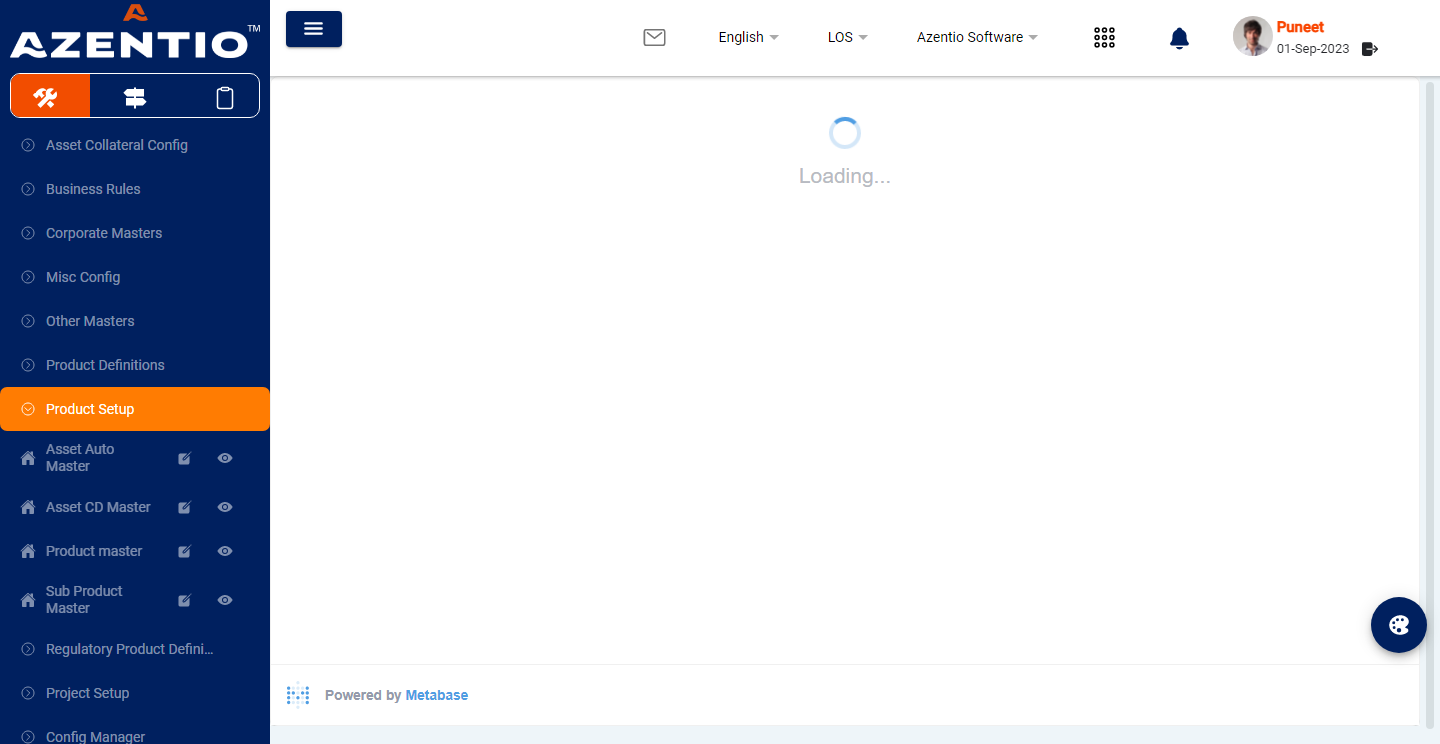 AZENTIO™
English
LOS
Azentio Software
Puneet
01-Sep-2023
Asset Collateral Config
Business Rules
Corporate Masters
Misc Config
Other Masters
Product Definitions
Product Setup
Asset Auto
Master
Asset CD Master
Product master
Sub Product
Master
Regulatory Product Defini...
Project Setup
Config Manager
Loading...
Powered by Metabase